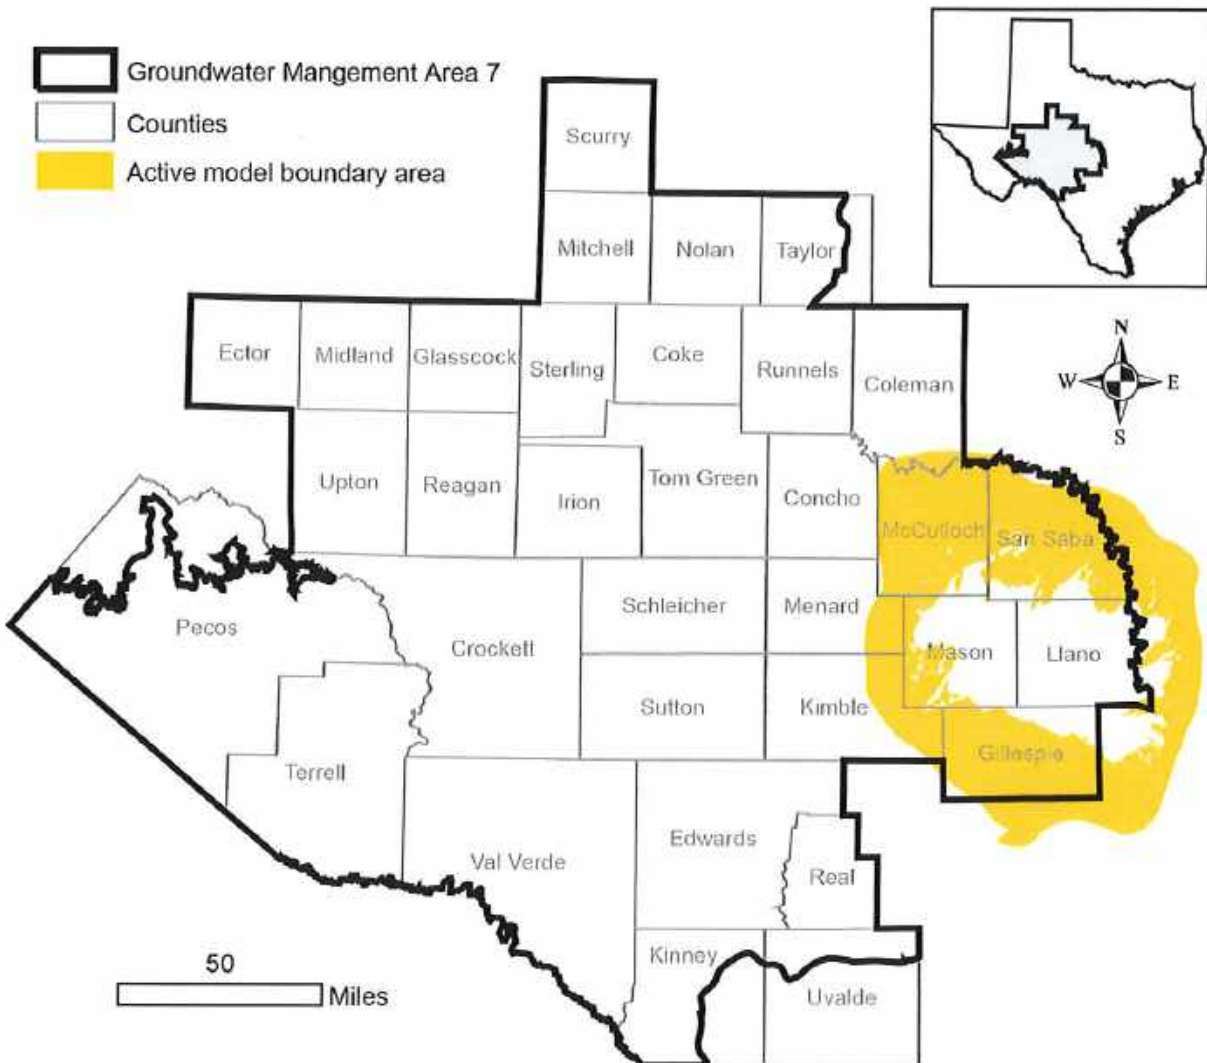 Groundwater Mangement Area 7
Counties
Active model boundary area
Scurry
Mitchell
Nolan
Taylor
Ector
Midland
Glasscock
Sterling
Coke
Runnels
Coleman
N
W
E
S
Upton
Reagan
Irion
Tom Green
Concho
McCulloch
San Saba
Pecos
Crockett
Schleicher
Menard
Mason
Llano
Sutton
Kimble
Gillespie
Terrell
Val Verde
Edwards
Real
Kinney
Uvalde
50
Miles